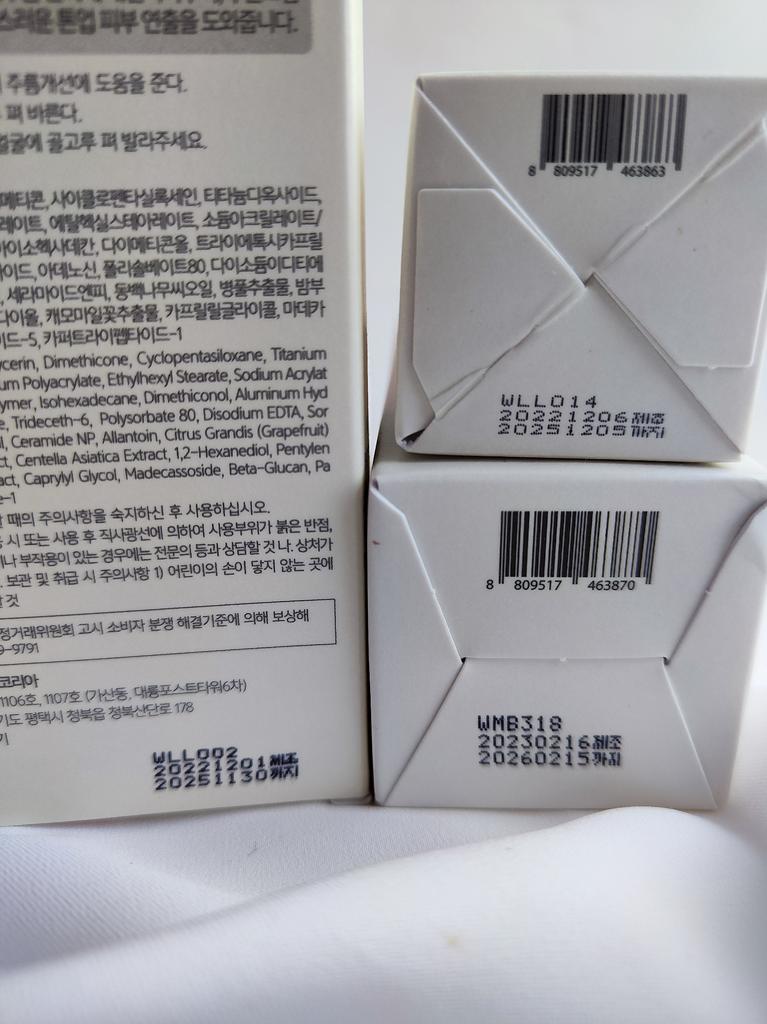 스러운 톤업 피부 연출을 도와줍니다.
주름개선에 도움을 준다.
펴 바른다.
얼굴에 골고루 펴 발라주세요.
메티콘, 사이클로펜타실록세인, 티타늄디옥사이드,
레이트, 에틸헥실스테아레이트, 소듐아크릴레이트/
아이소헥사데칸, 다이메티콘올, 트라이에톡시카프릴
아데노신, 폴리솔베이트80, 다이소듐이디티에
세라마이드엔피, 동백나무씨오일, 병풀추출물, 밤부
다이올, 캐모마일꽃추출물, 카프릴릴글라이콜, 마데카
드-5, 카퍼트라이펩타이드-1
ycerin, Dimethicone, Cyclopentasiloxane, Titanium
um Polyacrylate, Ethylhexyl Stearate, Sodium Acrylat
ymer, Isohexadecane, Dimethiconol, Aluminum Hyd
e, Trideceth-6, Polysorbate 80, Disodium EDTA, Sor
l, Ceramide NP, Allantoin, Citrus Grandis (Grapefruit)
ct, Centella Asiatica Extract, 1,2-Hexanediol, Pentylen
ract, Caprylyl Glycol, Madecassoside, Beta-Glucan, Pa
e-1
때의 주의사항을 숙지하신 후 사용하십시오.
시 또는 사용 후 직사광선에 의하여 사용부위가 붉은 반점,
이나 부작용이 있는 경우에는 전문의 등과 상담할 것 나. 상처가
보관 및 취급 시 주의사항 1) 어린이의 손이 닿지 않는 곳에
할 것
정거래위원회 고시 소비자 분쟁 해결기준에 의해 보상해
9-9791
코리아
1106호, 1107호 (가산동, 대륭포스트타워6차)
기도 평택시 청북읍 청북산단로 178
기
WLL002
20221201제조
20251130까지
8 809517 463863
WLL014
20221206제조
20251205까지
8 809517 463870
WMB318
20230216제조
20260215까지